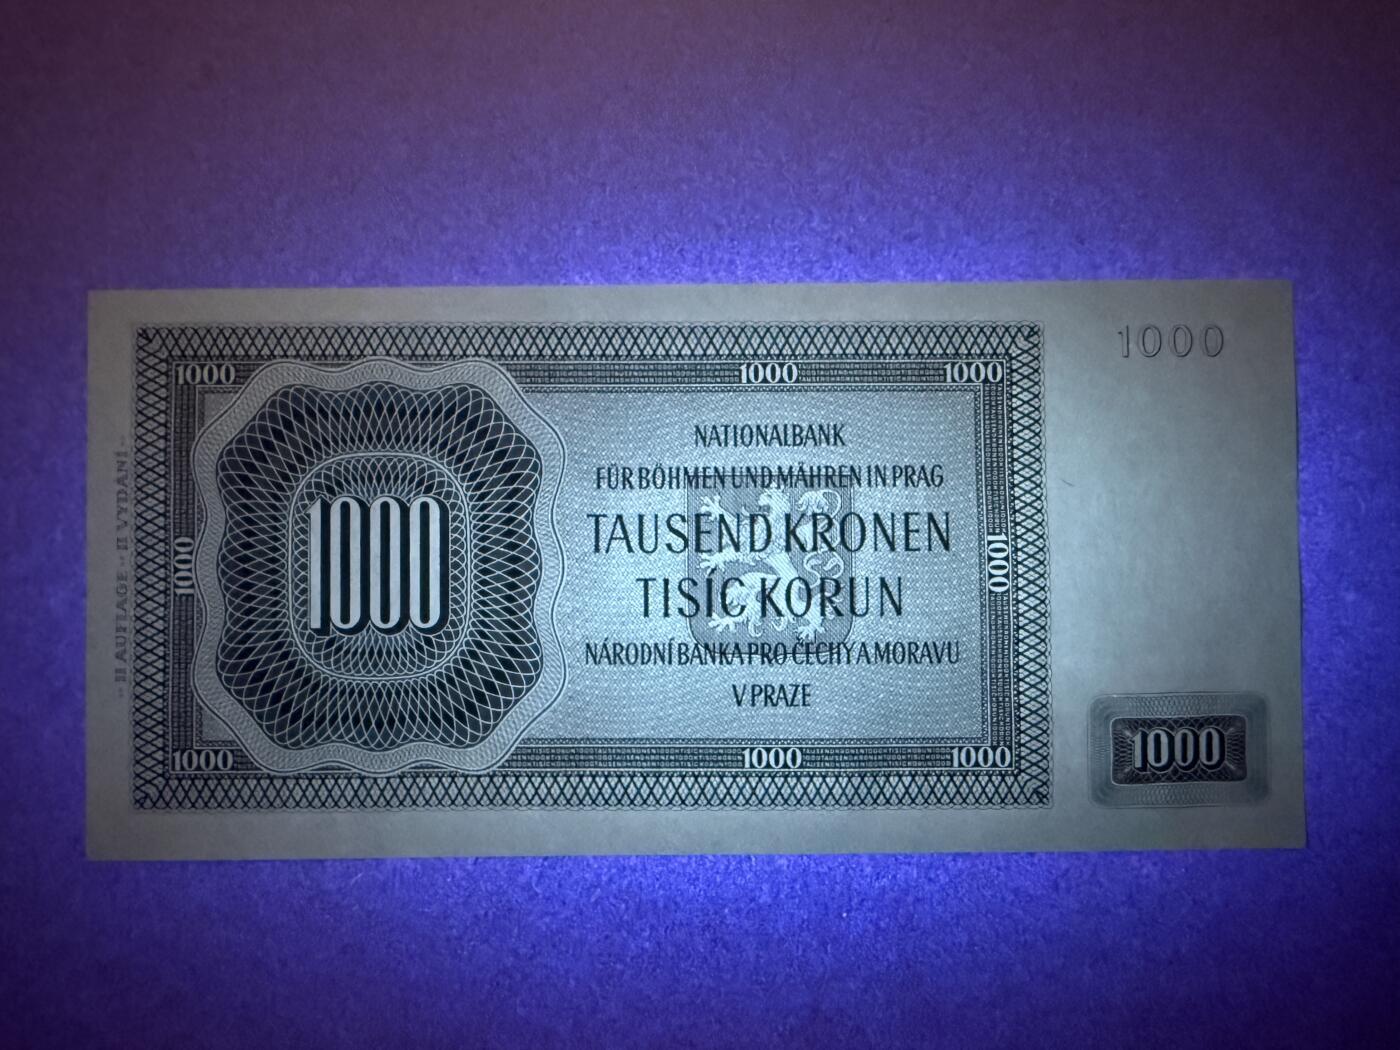 1000
1000 1000 1000
NATIONALBANK
FÜR BÖHMEN UND MÄHREN IN PRAG
TAUSEND KRONEN
TISÍC KORUN
NÁRODNÍ BANKA PRO ČECHY A MORAVU
V PRAZE
1000
1000
1000
1000 1000 1000
1000
II AUFLAGE - II VYDÁNÍ